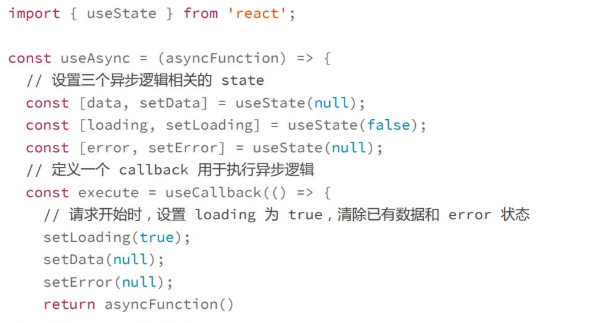 import { useState } from 'react';

const useAsync = (asyncFunction) => {
  // 设置三个异步逻辑相关的 state
  const [data, setData] = useState(null);
  const [loading, setLoading] = useState(false);
  const [error, setError] = useState(null);
  // 定义一个 callback 用于执行异步逻辑
  const execute = useCallback(() => {
    // 请求开始时，设置 loading 为 true，清除已有数据和 error 状态
    setLoading(true);
    setData(null);
    setError(null);
    return asyncFunction()